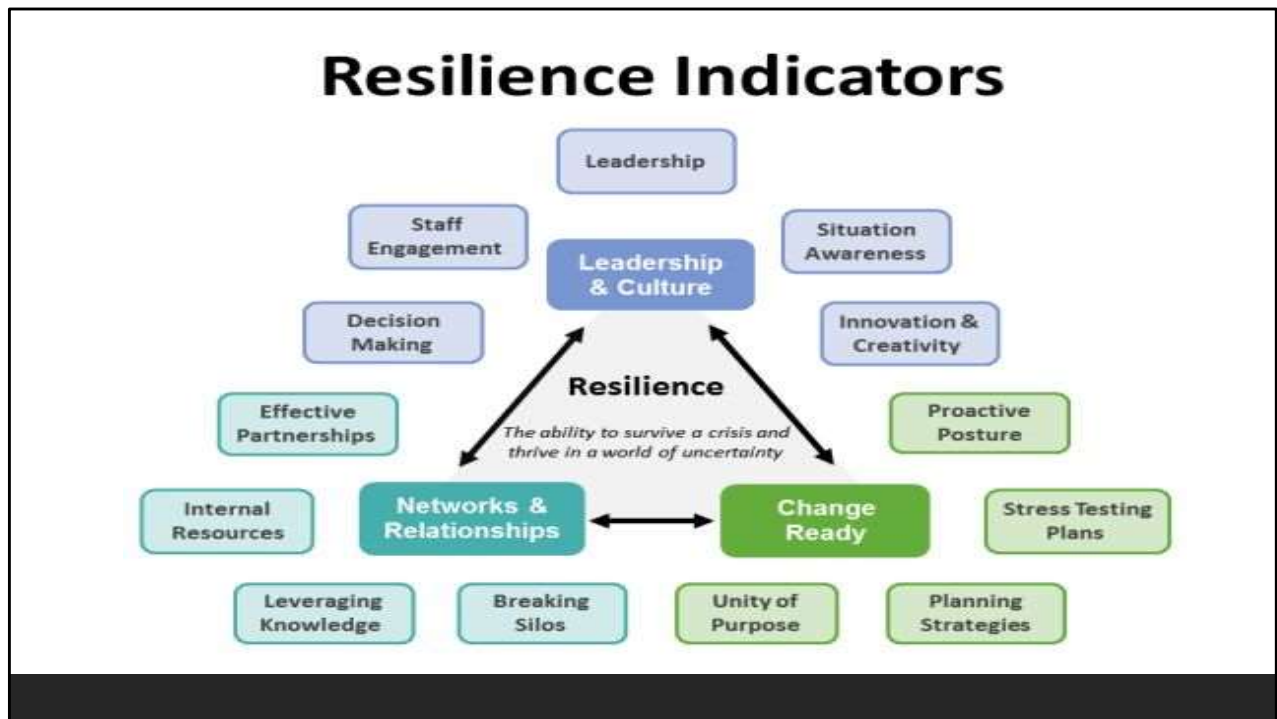 Resilience Indicators
Leadership
Staff
Engagement
Situation
Awareness
Leadership
& Culture
Decision
Making
Innovation &
Creativity
Resilience
The ability to survive a crisis and
thrive in a world of uncertainty
Effective
Partnerships
Proactive
Posture
Internal
Resources
Networks &
Relationships
Change
Ready
Stress Testing
Plans
Leveraging
Knowledge
Breaking
Silos
Unity of
Purpose
Planning
Strategies